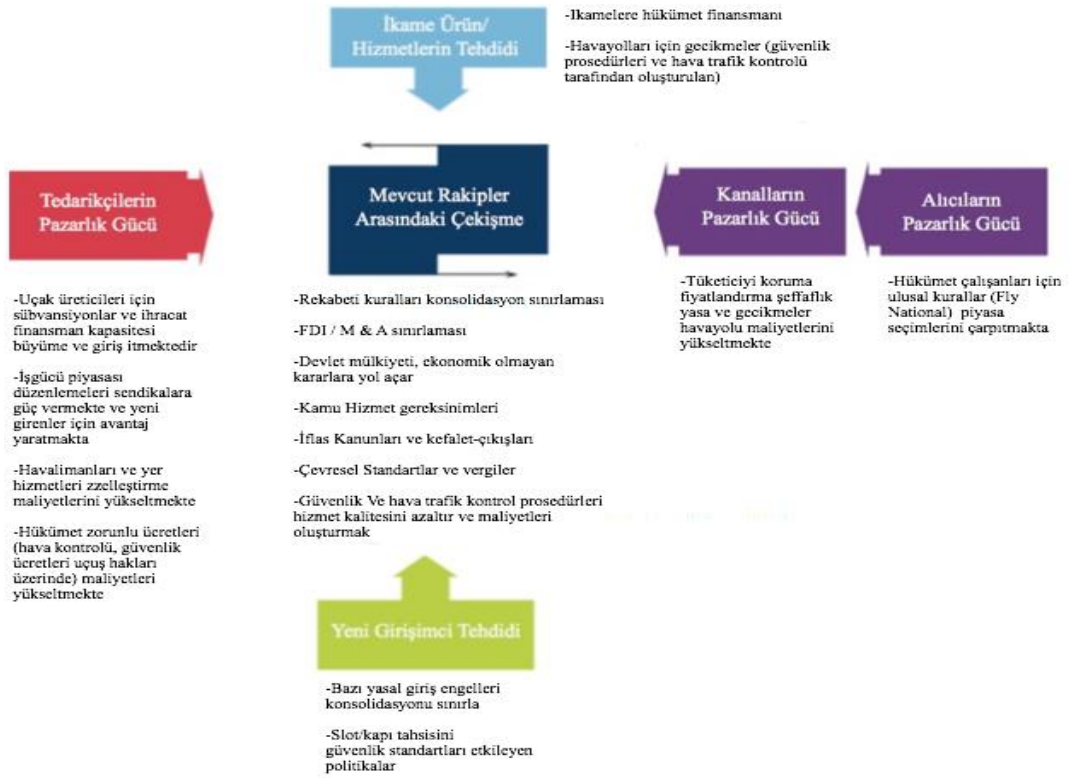 İkame Ürün/
Hizmetlerin Tehdidi
-Ikamelere hükümet finansmanı
-Havayolları için gecikmeler (güvenlik
prosedürleri ve hava trafik kontrolü
tarafından oluşturulan)
Tedarikçilerin
Pazarlık Gücü
-Uçak üreticileri için
sübvansiyonlar ve ihracat
finansman kapasitesi
büyüme ve giriş itmektedir
-İşgücü piyasası
düzenlemeleri sendikalara
güç vermekte ve yeni
girenler için avantaj
yaratmakta
-Havalimanları ve yer
hizmetleri zzelleştirme
maliyetlerini yükseltmekte
-Hükümet zorunlu ücretleri
(hava kontrolü, güvenlik
ücretleri uçuş hakları
üzerinde) maliyetleri
yükseltmekte
Mevcut Rakipler
Arasındaki Çekişme
-Rekabeti kuralları konsolidasyon sınırlaması
-FDI / M & A sınırlaması
-Devlet mülkiyeti, ekonomik olmayan
kararlara yol açar
-Kamu Hizmet gereksinimleri
-İflas Kanunları ve kefalet-çıkışları
-Çevresel Standartlar ve vergiler
-Güvenlik Ve hava trafik kontrol prosedürleri
hizmet kalitesini azaltır ve maliyetleri
oluşturmak
Kanalların
Pazarlık Gücü
-Tüketiciyi koruma
fiyatlandırma şeffaflık
yasa ve gecikmeler
havayolu maliyetlerini
yükseltmekte
Alıcıların
Pazarlık Gücü
-Hükümet çalışanları için
ulusal kurallar (Fly
National) piyasa
seçimlerini çarpıtmakta
Yeni Girişimci Tehdidi
-Bazı yasal giriş engelleri
konsolidasyonu sınırla
-Slot/kapı tahsisini
güvenlik standartları etkileyen
politikalar